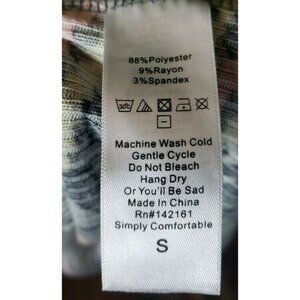 88%Polyester
9%Rayon
3%Spandex
Machine Wash Cold
Gentle Cycle
Do Not Bleach
Hang Dry
Or You'll Be Sad
Made In China
Rn#142161
Simply Comfortable
S